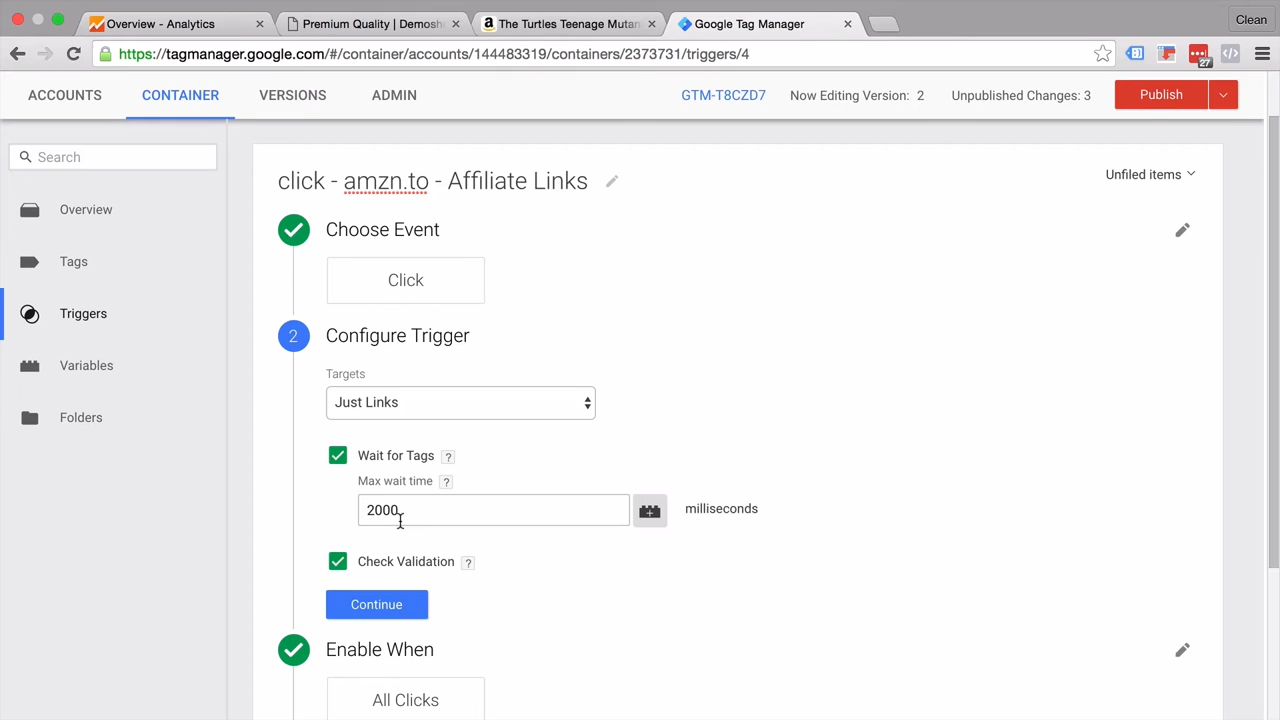 Overview - Analytics
Premium Quality | Demosh
The Turtles Teenage Mutan
Google Tag Manager
Clean
https://tagmanager.google.com/#/container/accounts/144483319/containers/2373731/triggers/4
27
ACCOUNTS CONTAINER VERSIONS ADMIN GTM-T8CZD7 Now Editing Version: 2 Unpublished Changes: 3 Publish
Search
Overview
Tags
Triggers
Variables
Folders
click - amzn.to - Affiliate Links
Unfiled items
Choose Event
Click
2 Configure Trigger
Targets
Just Links
Wait for Tags ?
Max wait time ?
2000 milliseconds
Check Validation ?
Continue
Enable When
All Clicks